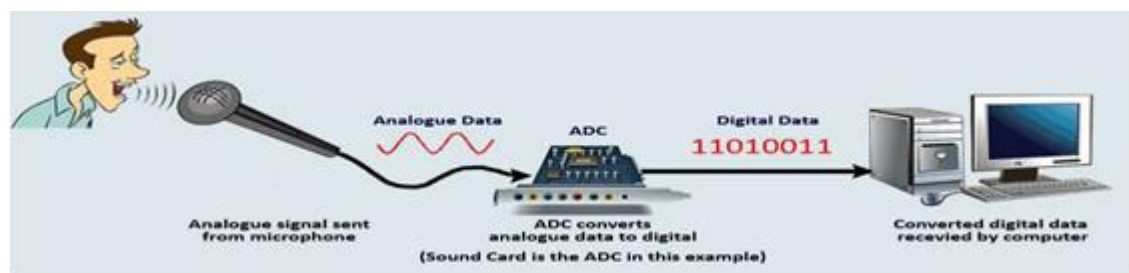 Analogue Data
ADC
Digital Data
11010011
Analogue signal sent
from microphone
ADC converts
analogue data to digital
(Sound Card is the ADC in this example)
Converted digital data
recevied by computer